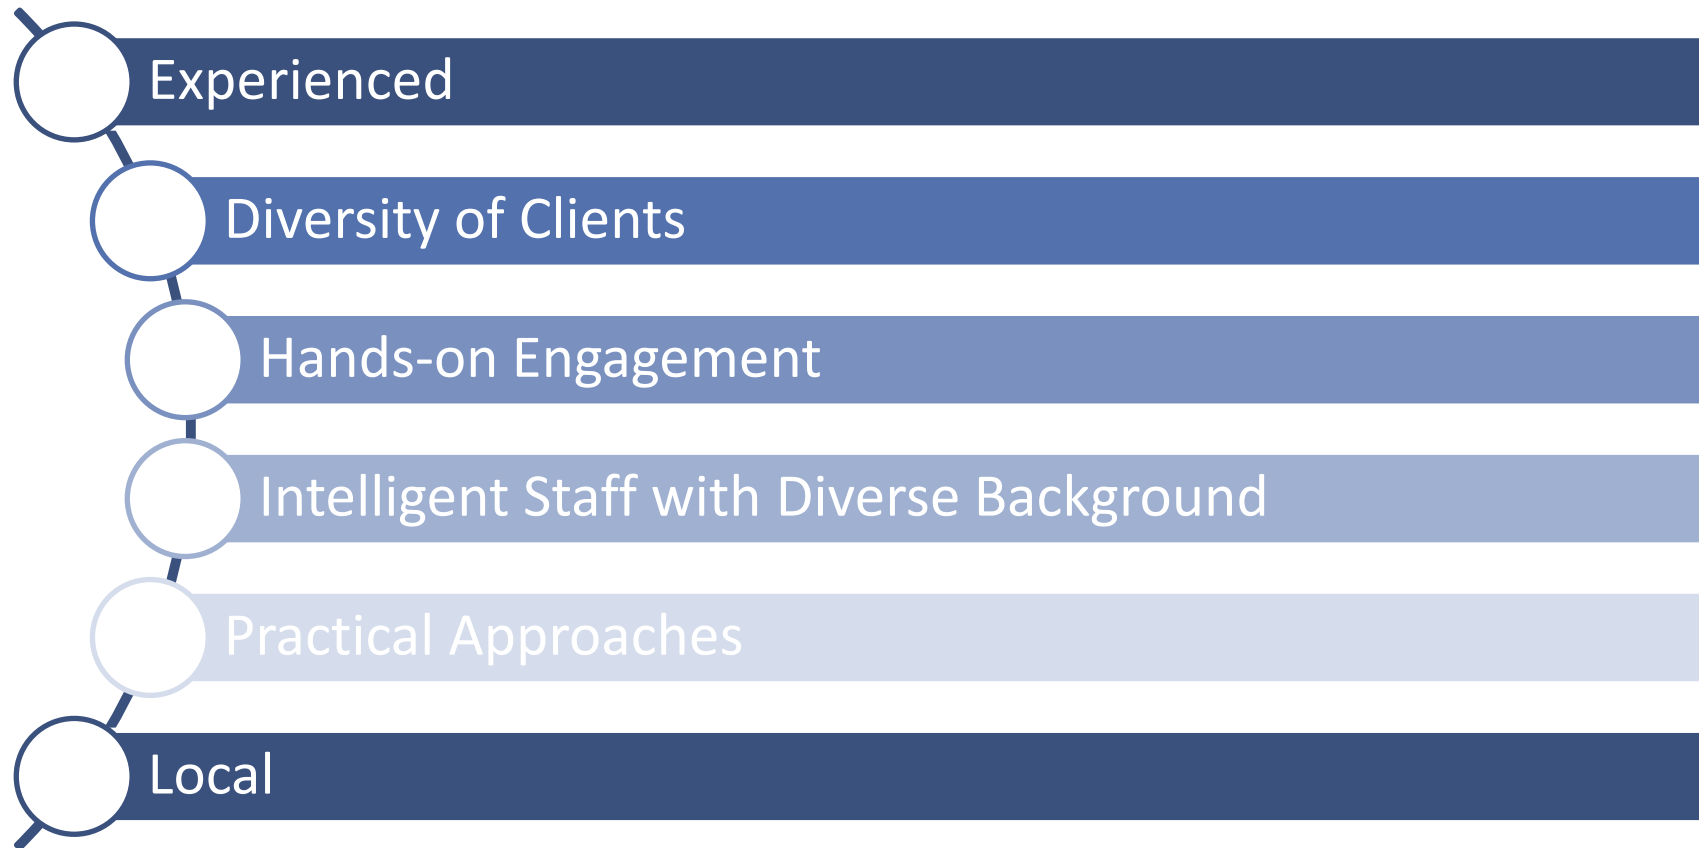 Experienced
Diversity of Clients
Hands-on Engagement
Intelligent Staff with Diverse Background
Practical Approaches
Local